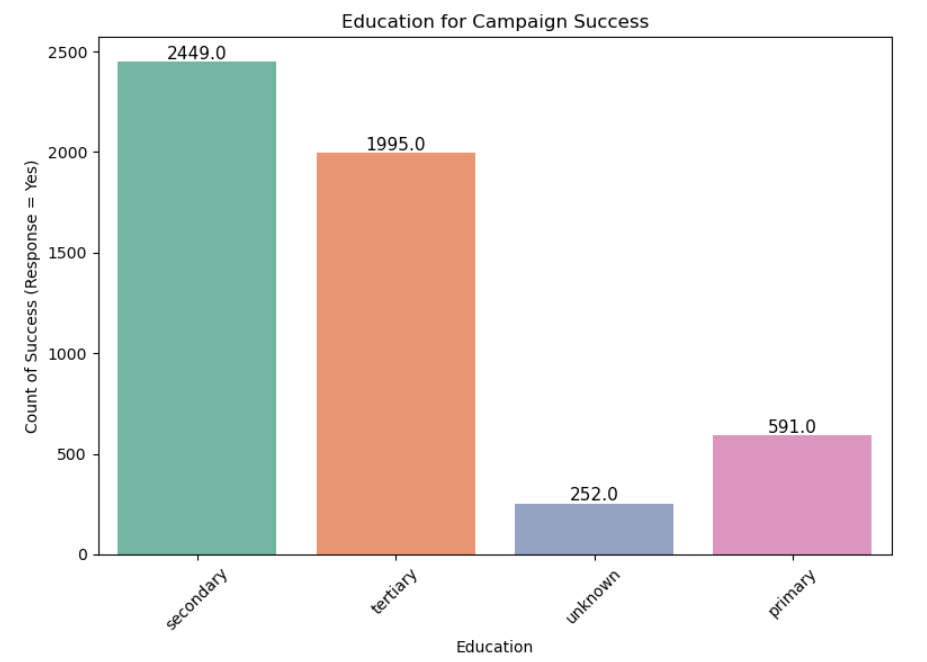 Education for Campaign Success
Count of Success (Response = Yes)
2500
2000
1500
1000
500
0
2449.0
1995.0
252.0
591.0
secondary
tertiary
unknown
primary
Education